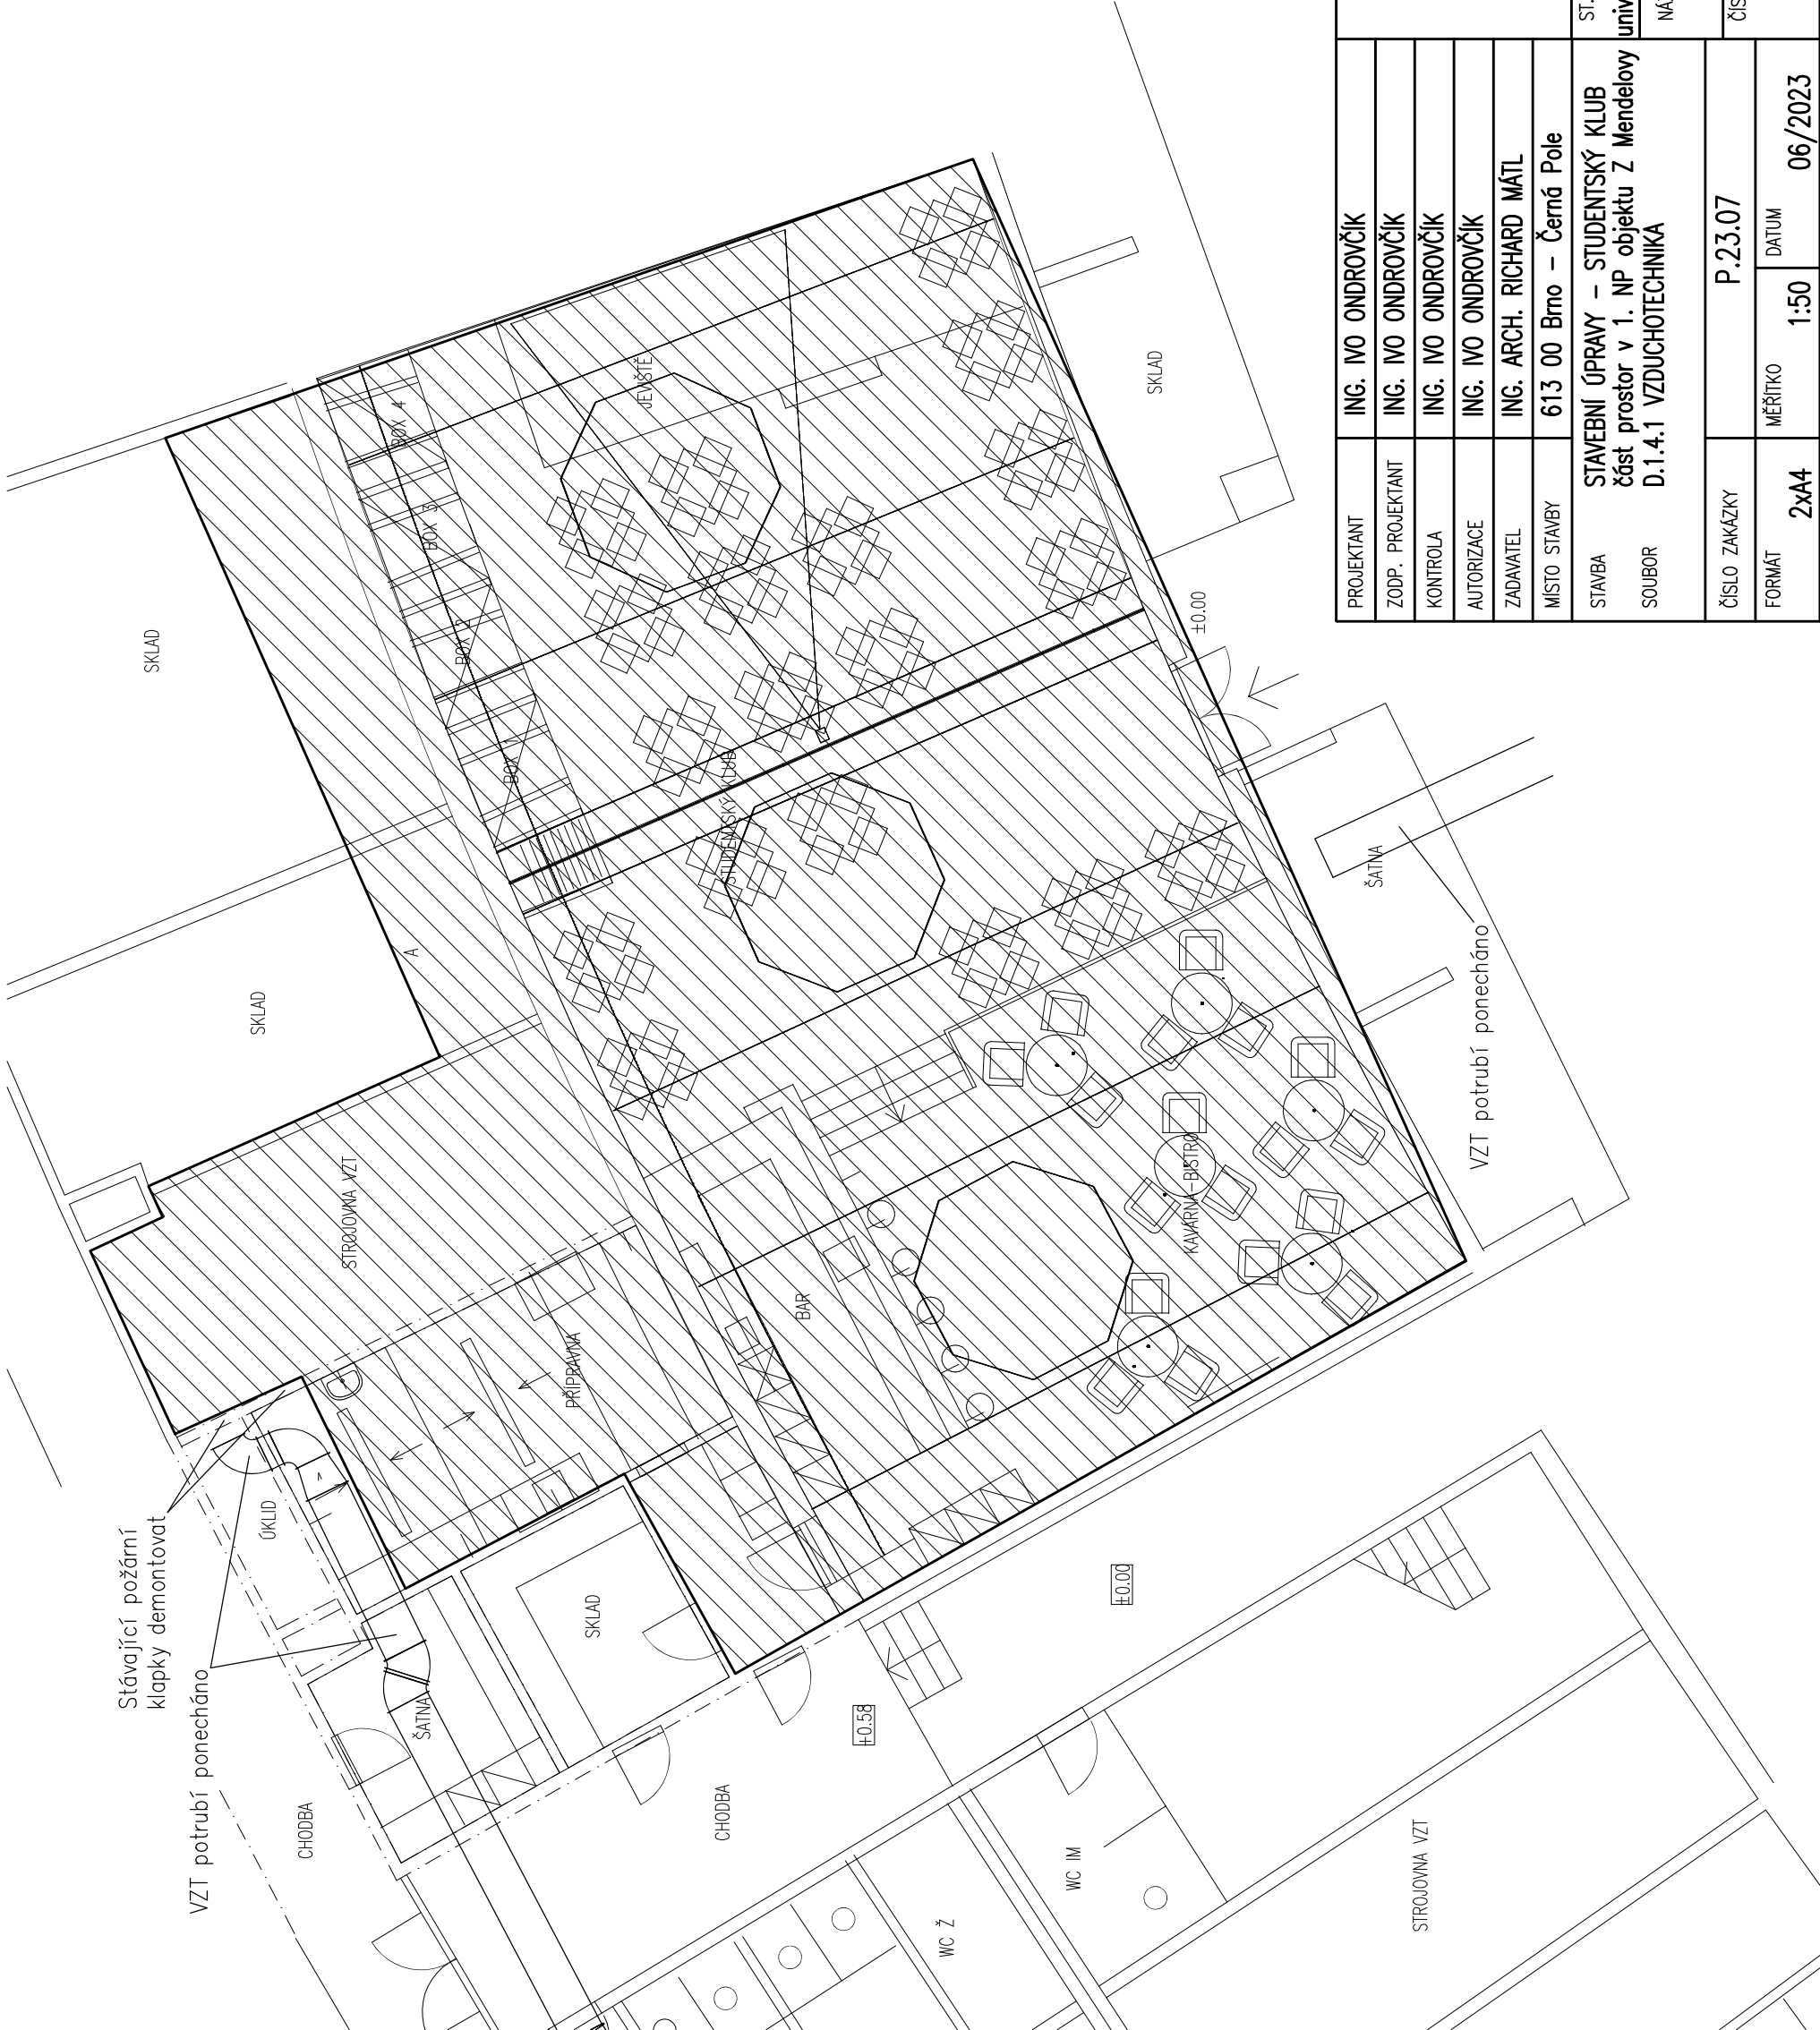 Stávající požární
klapky demontovat
VZT potrubí ponecháno
SKLAD
SKLAD
A
BOX 4
BOX 3
BOX 2
BOX 1
JEVIŠTĚ
SKLAD
STUDENTSKÝ KLUB
±0.00
ŠATNA
VZT potrubí ponecháno
STROJOVNA VZT
PŘÍPRAVNA
BAR
KAVÁRNA-BISTRO
ÚKLID
SKLAD
ŠATNA
CHODBA
CHODBA
+0.58
±0.00
WC Ž
WC IM
STROJOVNA VZT
PROJEKTANT ING. IVO ONDROVČÍK
ZODP. PROJEKTANT ING. IVO ONDROVČÍK
KONTROLA ING. IVO ONDROVČÍK
AUTORIZACE ING. IVO ONDROVČÍK
ZADAVATEL ING. ARCH. RICHARD MÁTL
MÍSTO STAVBY 613 00 Brno - Černá Pole
STAVBA STAVEBNÍ ÚPRAVY - STUDENTSKÝ KLUB
část prostor v 1. NP objektu Z Mendelovy univ
SOUBOR D.1.4.1 VZDUCHOTECHNIKA
ČÍSLO ZAKÁZKY P.23.07
FORMÁT 2xA4 MĚŘÍTKO 1:50 DATUM 06/2023
ST.